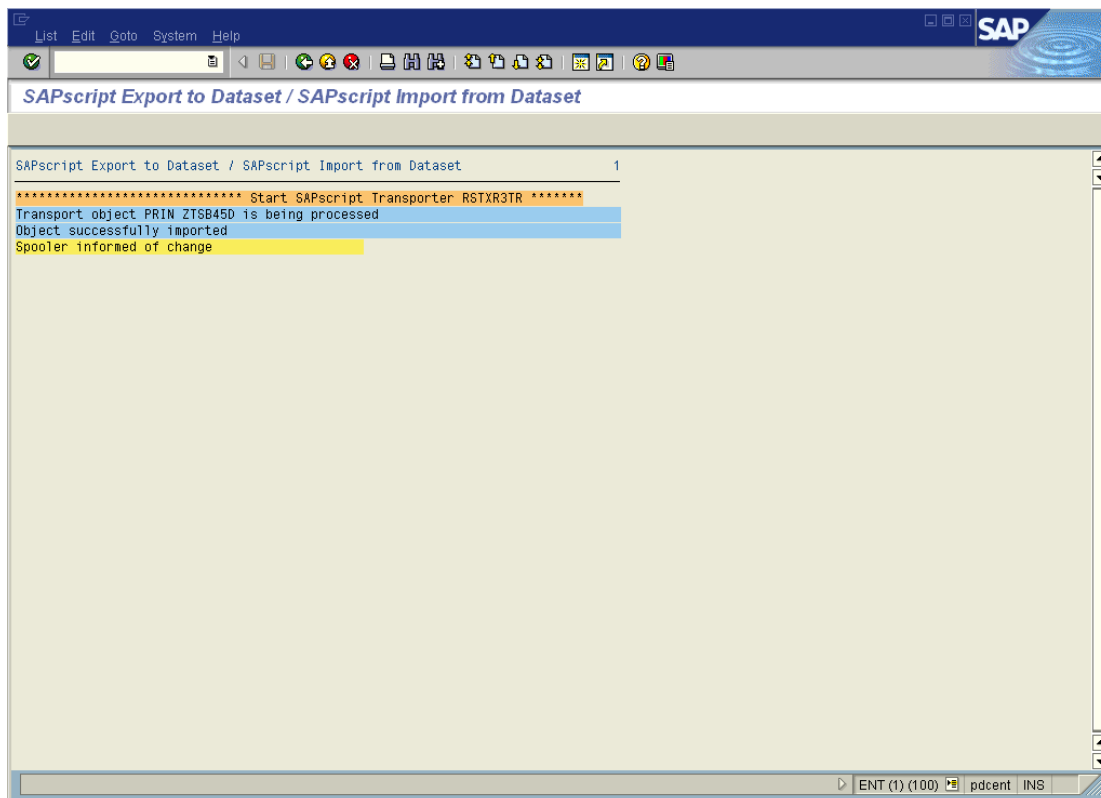 List Edit Goto System Help
SAP
SAPscript Export to Dataset / SAPscript Import from Dataset
SAPscript Export to Dataset / SAPscript Import from Dataset 1
****************************** Start SAPscript Transporter RSTXR3TR *******
Transport object PRIN ZTSB45D is being processed
Object successfully imported
Spooler informed of change
ENT (1) (100) pdcent INS